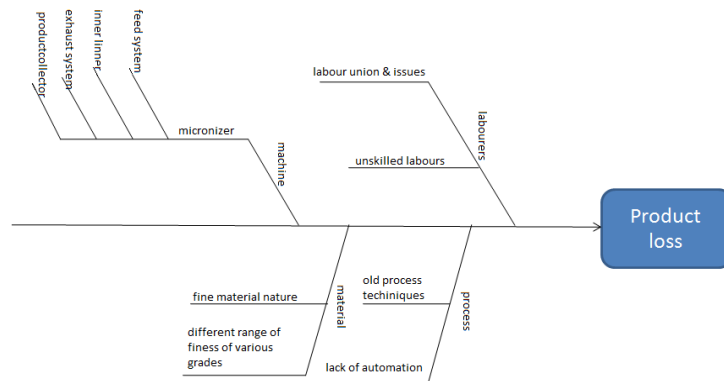 productcollector
exhaust system
inner linner
feed system
micronizer
machine
labour union & issues
unskilled labours
labourers
Product
loss
fine material nature
different range of
finess of various
grades
material
old process
techiniques
lack of automation
process